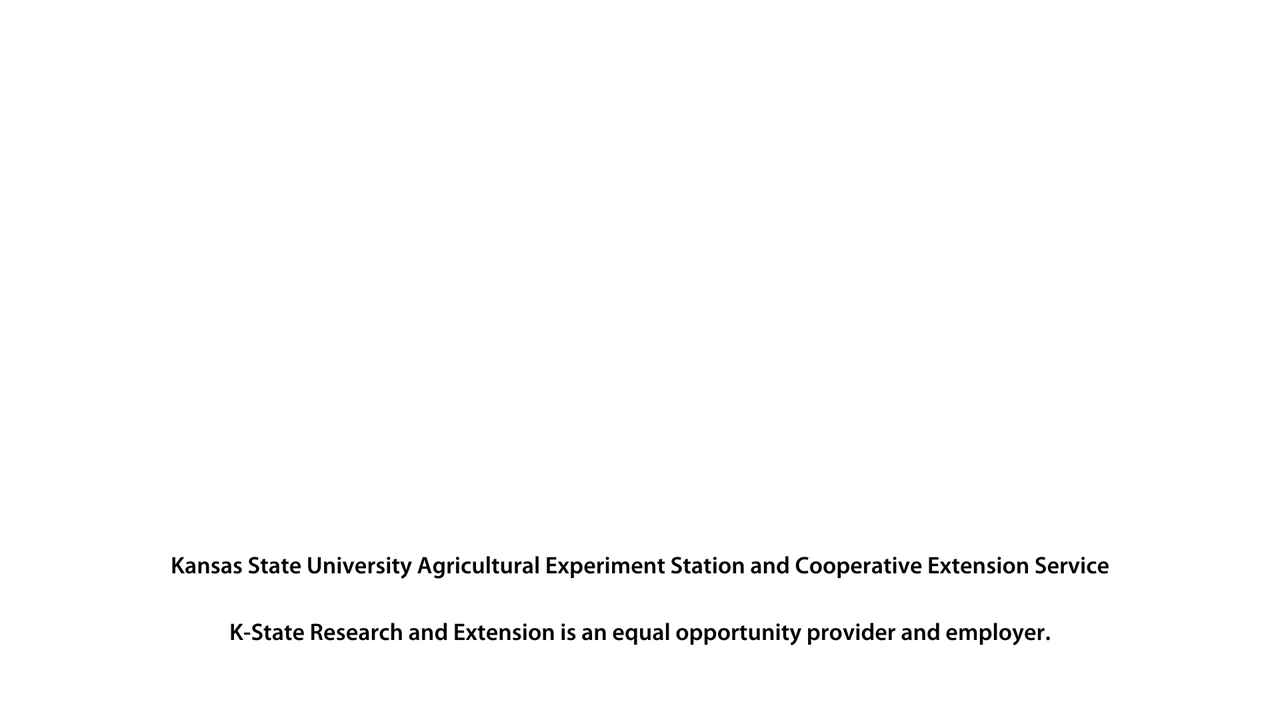 Kansas State University Agricultural Experiment Station and Cooperative Extension Service
K-State Research and Extension is an equal opportunity provider and employer.